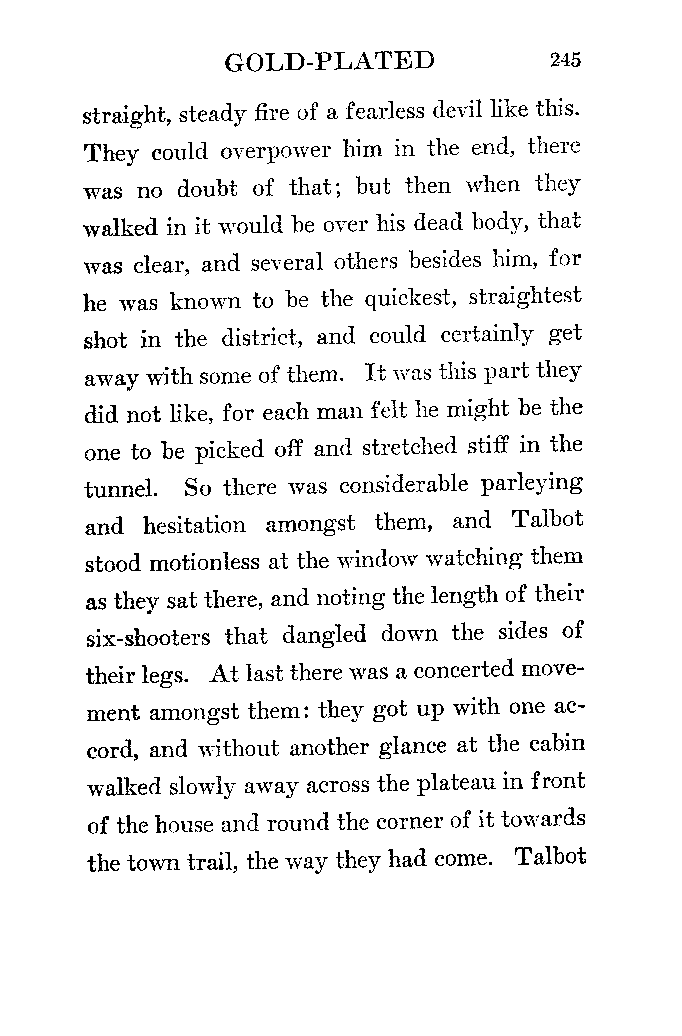 GOLD-PLATED 245
straight, steady fire of a fearless devil like this.
They could overpower him in the end, there
was no doubt of that; but then when they
walked in it would be over his dead body, that
was clear, and several others besides him, for
he was known to be the quickest, straightest
shot in the district, and could certainly get
away with some of them. It was this part they
did not like, for each man felt he might be the
one to be picked off and stretched stiff in the
tunnel. So there was considerable parleying
and hesitation amongst them, and Talbot
stood motionless at the window watching them
as they sat there, and noting the length of their
six-shooters that dangled down the sides of
their legs. At last there was a concerted move-
ment amongst them: they got up with one ac-
cord, and without another glance at the cabin
walked slowly away across the plateau in front
of the house and round the corner of it towards
the town trail, the way they had come. Talbot